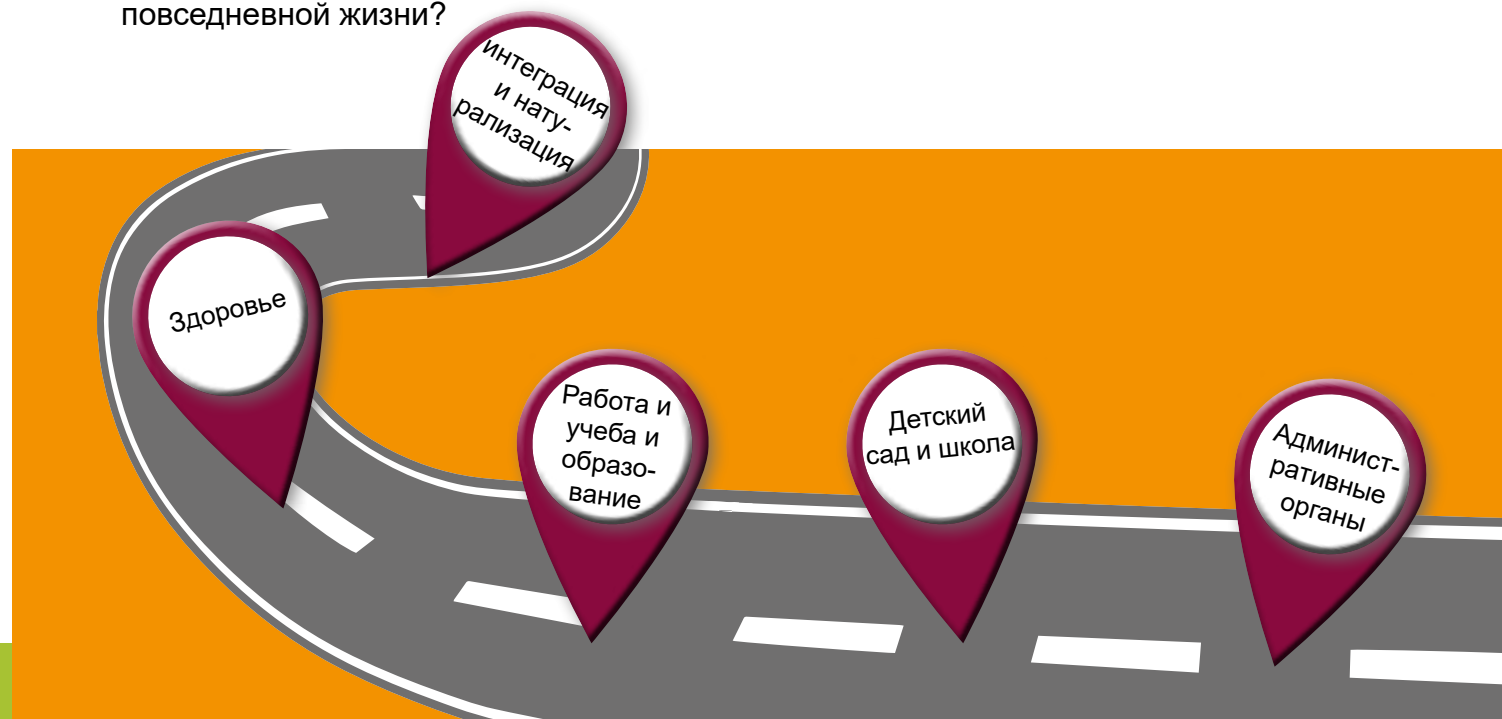 повседневной жизни?
интеграция
и нату-
рализация
Здоровье
Работа и
учеба и
образо-
вание
Детский
сад и школа
Админист-
ративные
органы